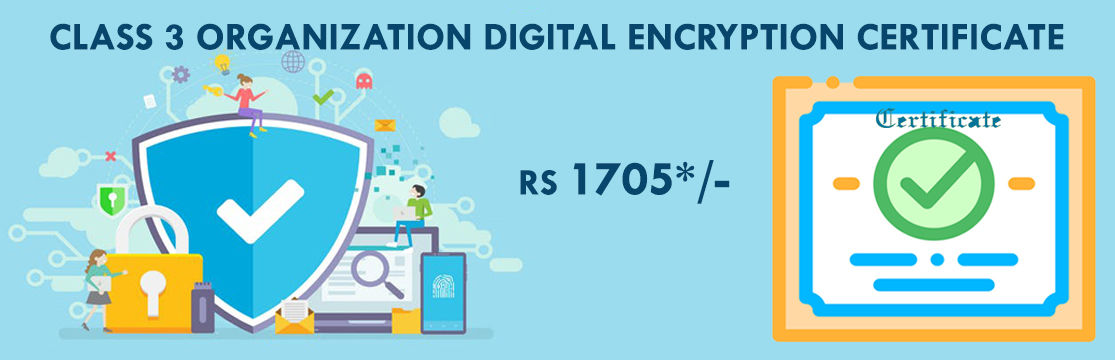 CLASS 3 ORGANIZATION DIGITAL ENCRYPTION CERTIFICATE
Certificate
RS 1705*/-